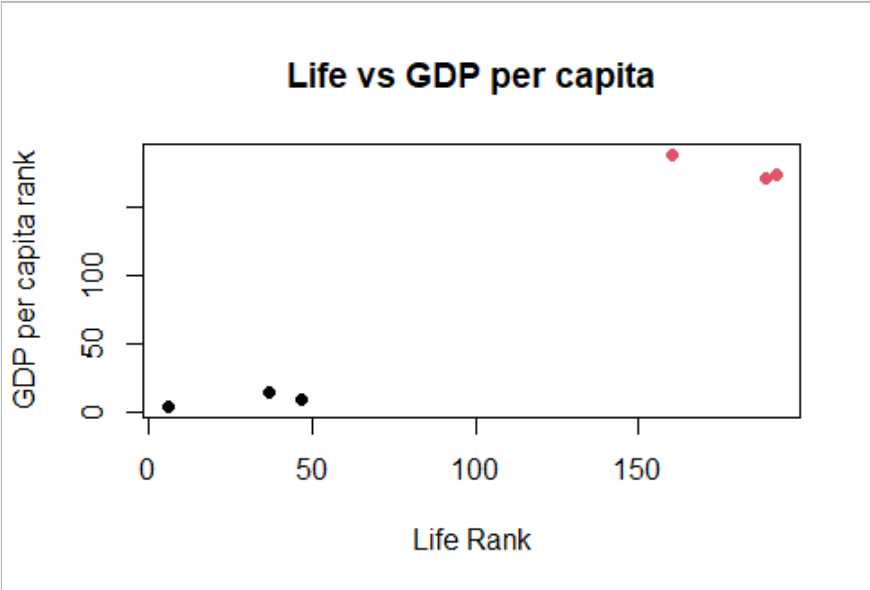 Life vs GDP per capita
GDP per capita rank
100
50
0
0 50 100 150
Life Rank